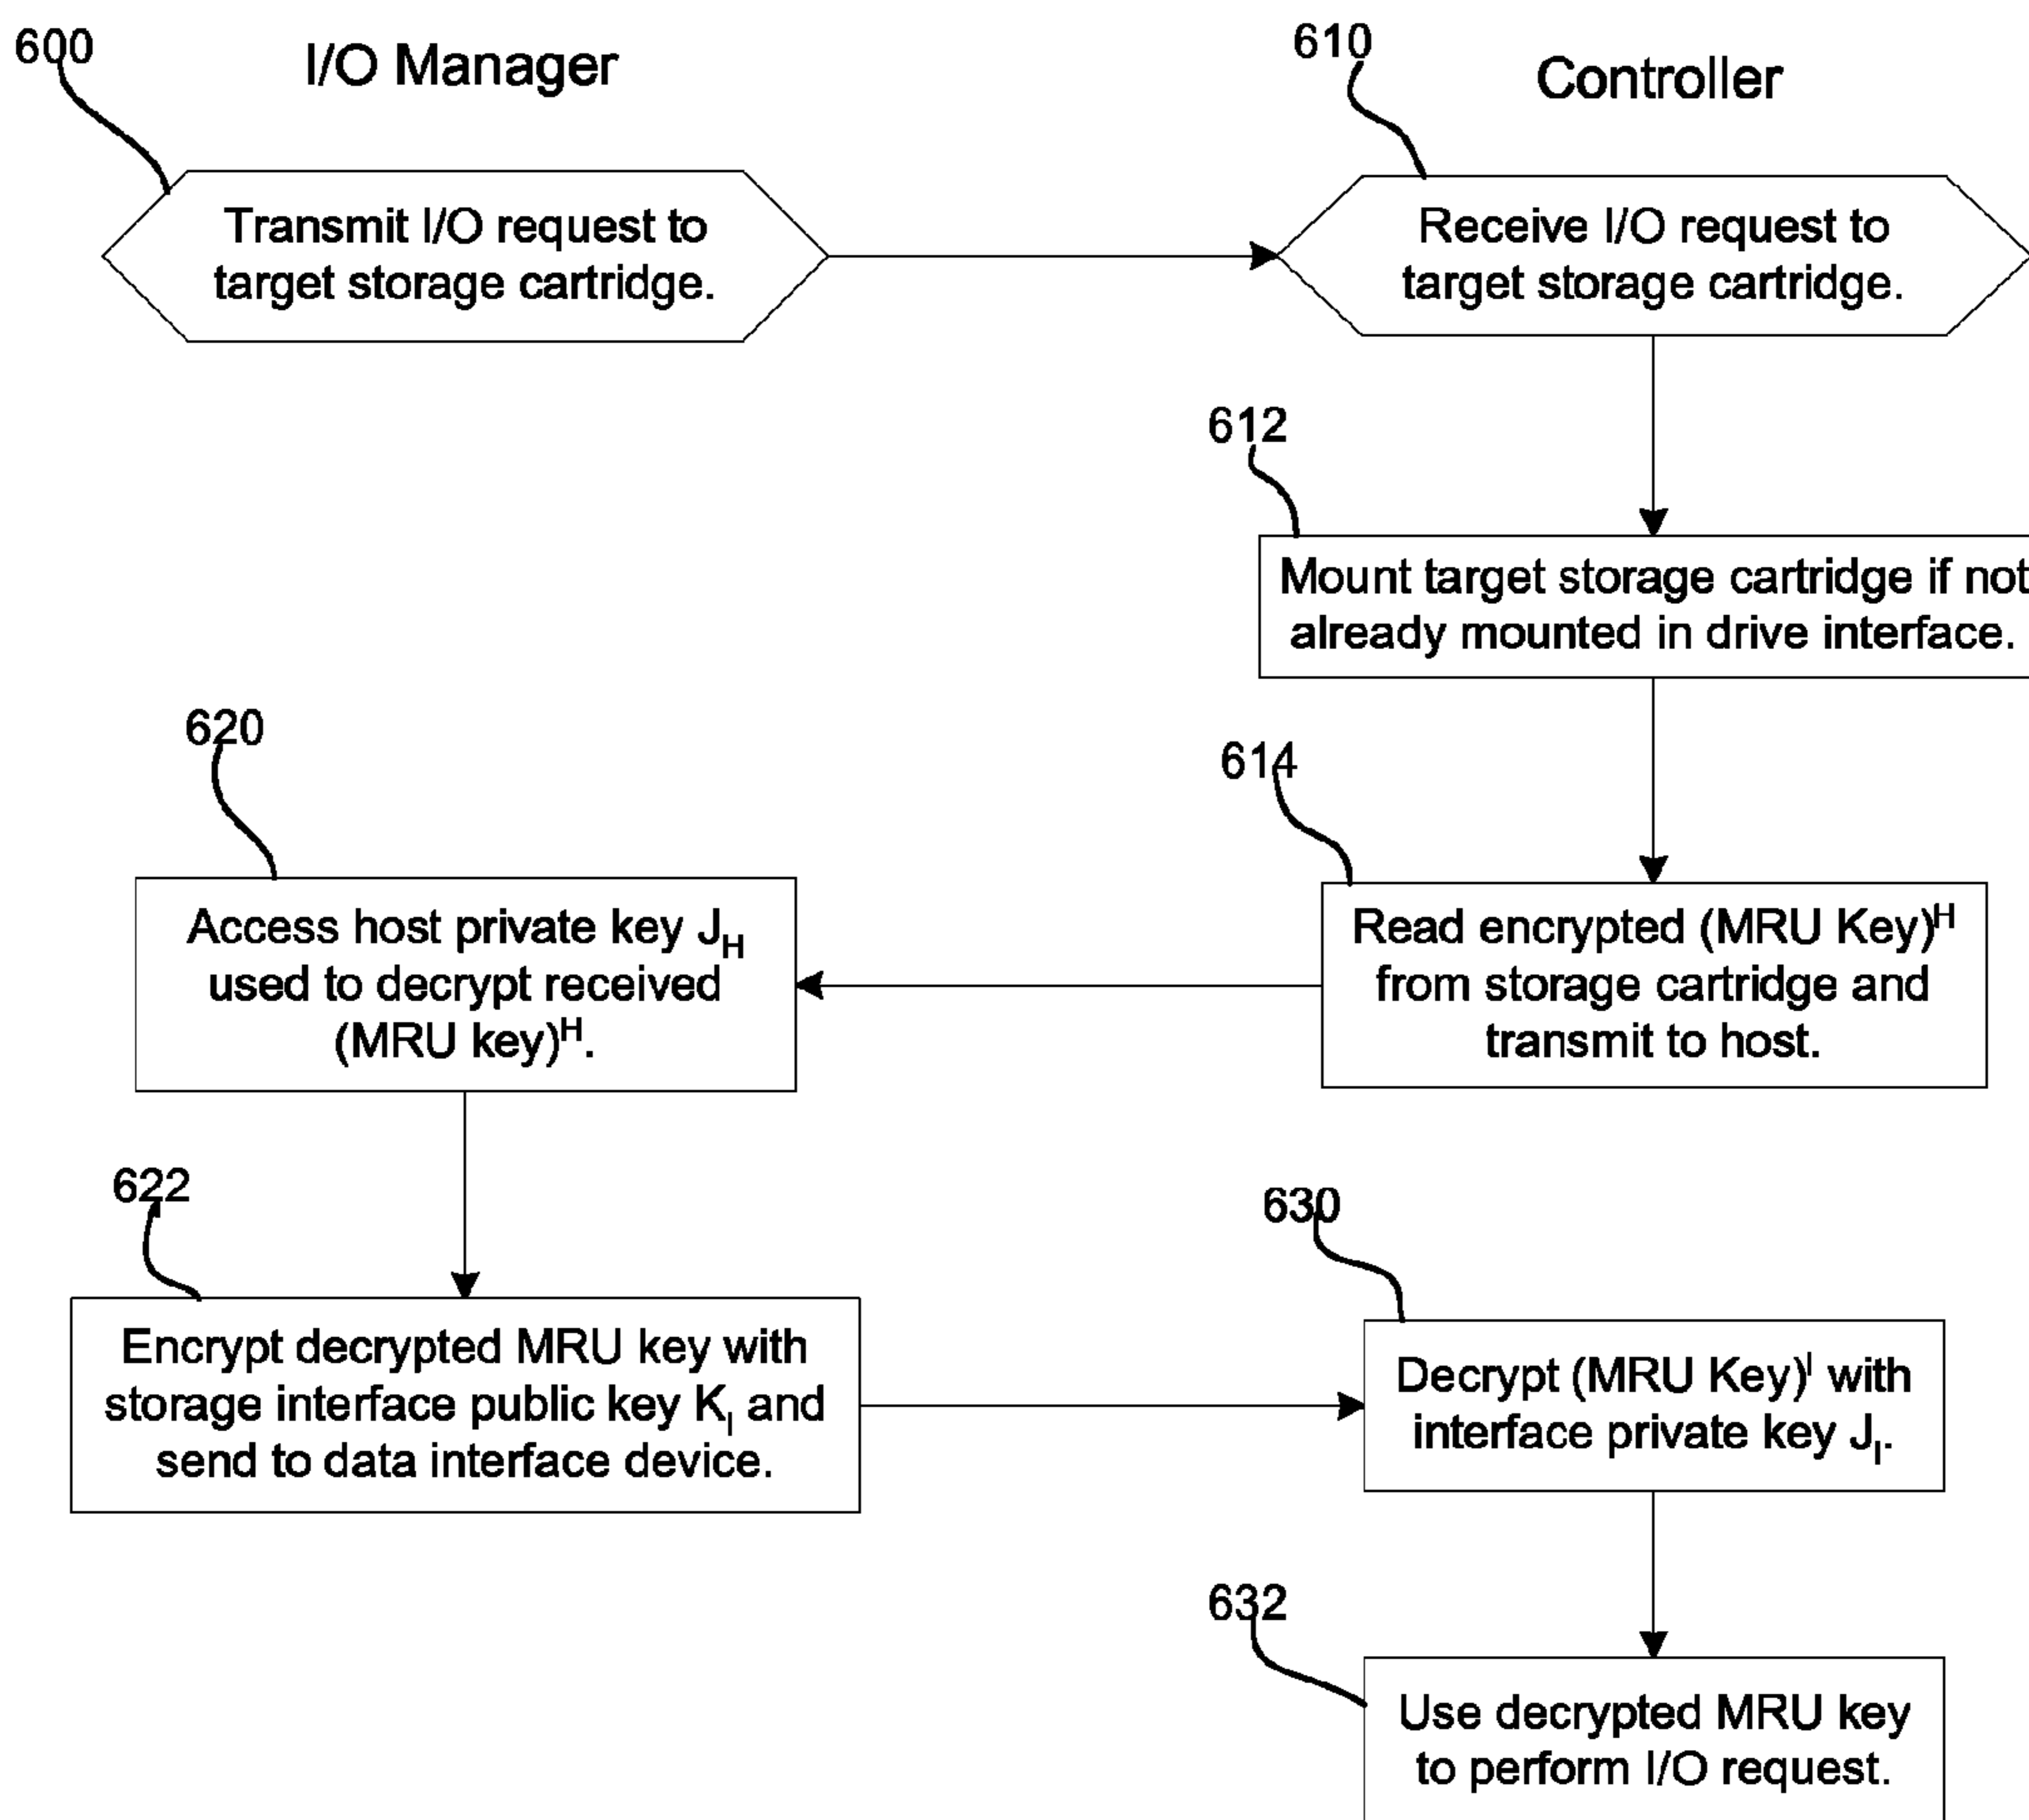 600
I/O Manager
610
Controller
Transmit I/O request to
target storage cartridge.
Receive I/O request to
target storage cartridge.
612
Mount target storage cartridge if not
already mounted in drive interface.
620
614
Access host private key J_H
used to decrypt received
(MRU key)^H.
Read encrypted (MRU Key)^H
from storage cartridge and
transmit to host.
622
630
Encrypt decrypted MRU key with
storage interface public key K_I and
send to data interface device.
Decrypt (MRU Key)^I with
interface private key J_I.
632
Use decrypted MRU key
to perform I/O request.